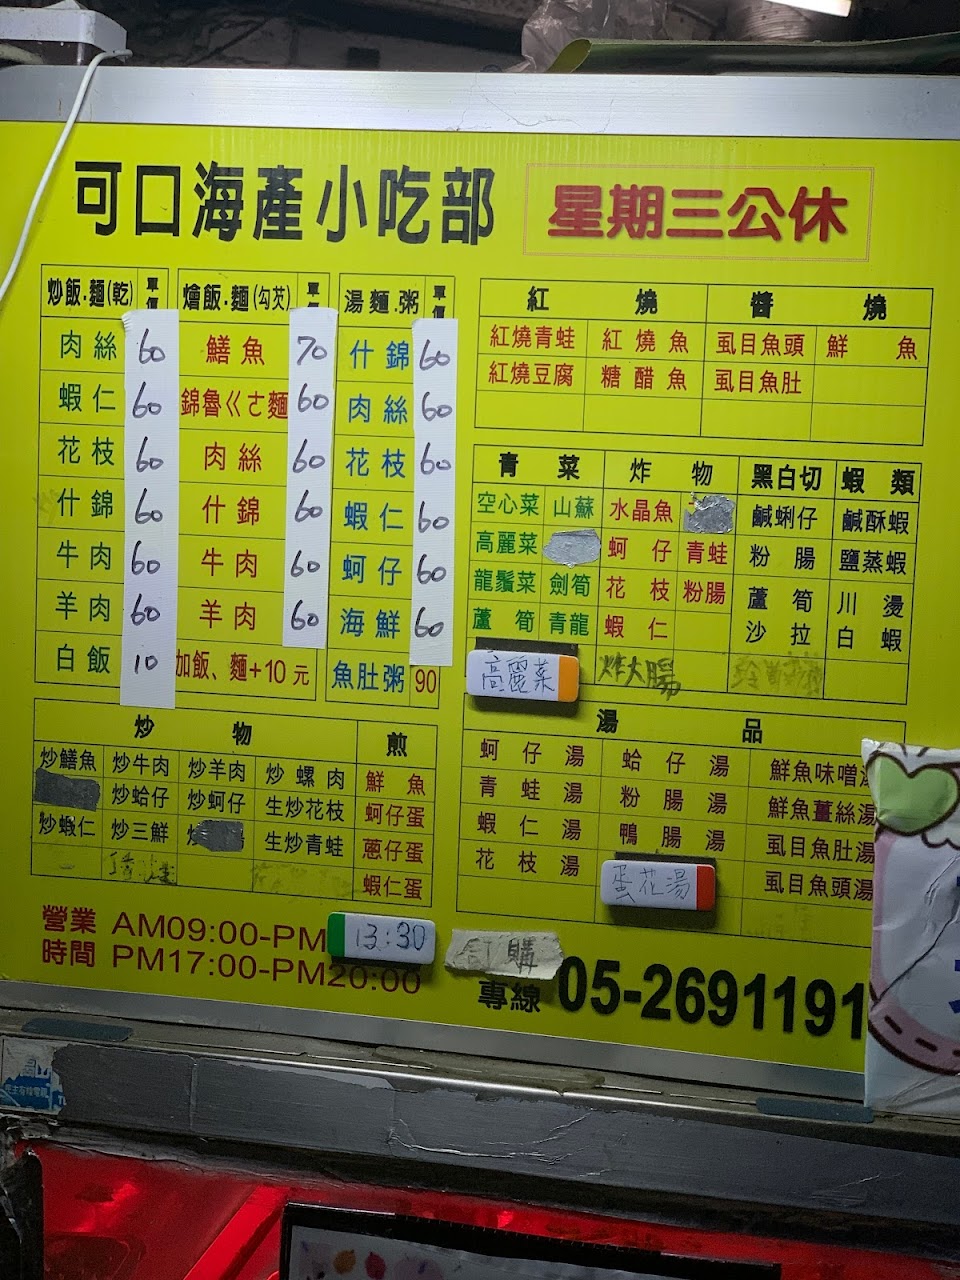 可口海產小吃部
星期三公休
炒飯.麵(乾) 單價
肉絲 60
蝦仁 60
花枝 60
什錦 60
牛肉 60
羊肉 60
白飯 10
燴飯.麵(勾芡) 單價
鱔魚 70
錦魯ㄍㄜ麵 60
肉絲 60
什錦 60
牛肉 60
羊肉 60
加飯、麵+10元
湯麵.粥 單價
什錦 60
肉絲 60
花枝 60
蝦仁 60
蚵仔 60
海鮮 60
魚肚粥 90
紅燒 醬燒
紅燒青蛙 紅燒魚 虱目魚頭 鮮魚
紅燒豆腐 糖醋魚 虱目魚肚
青菜 炸物 黑白切 蝦類
空心菜 山蘇 水晶魚 鹹蜊仔 鹹酥蝦
高麗菜 蚵仔 青蛙 粉腸 鹽蒸蝦
龍鬚菜 劍筍 花枝 粉腸 蘆筍 川燙
蘆筍 青龍 蝦仁 沙拉 白蝦
高麗菜 炸大腸
炒物 煎
炒鱔魚 炒牛肉 炒羊肉 炒螺肉 鮮魚
炒蛤仔 炒蚵仔 生炒花枝 蚵仔蛋
炒蝦仁 炒三鮮 生炒青蛙 蔥仔蛋
蝦仁蛋
湯品
蚵仔湯 蛤仔湯 鮮魚味噌
青蛙湯 粉腸湯 鮮魚薑絲湯
蝦仁湯 鴨腸湯 虱目魚肚湯
花枝湯 蛋花湯 虱目魚頭湯
營業時間 AM09:00-PM 13:30
PM17:00-PM20:00
訂購專線 05-2691191